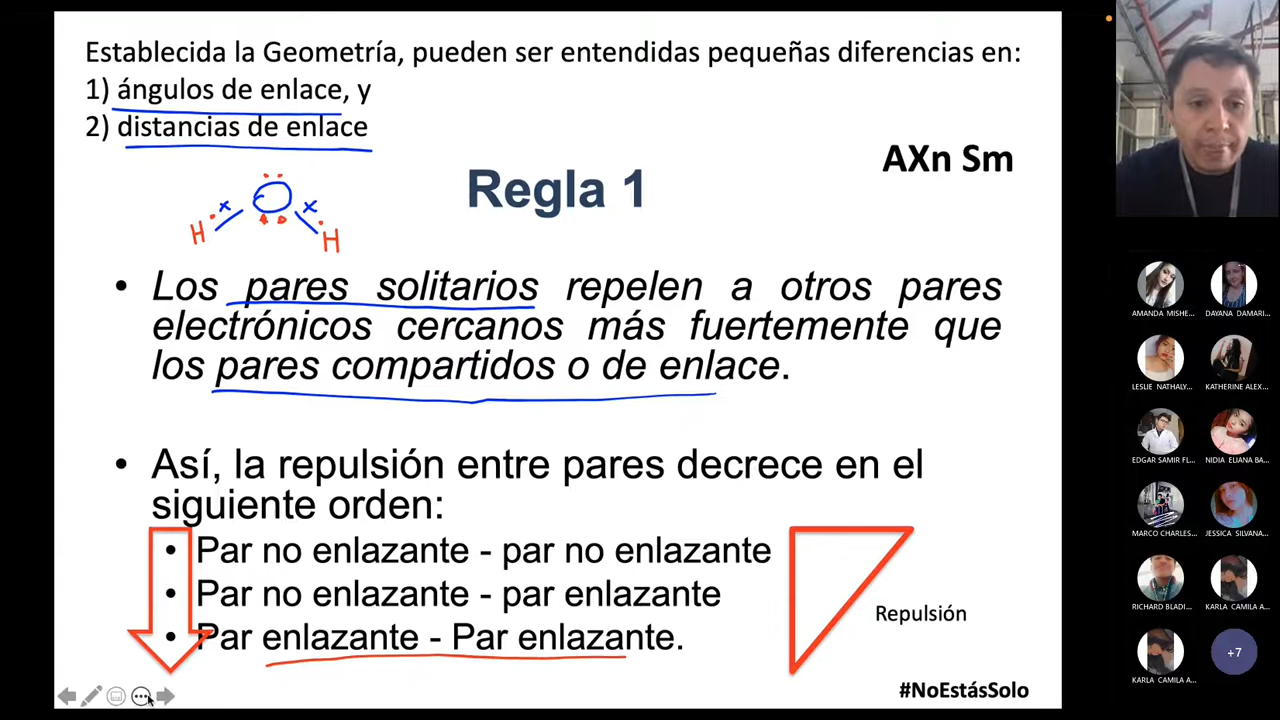 Establecida la Geometría, pueden ser entendidas pequeñas diferencias en:
1) ángulos de enlace, y
2) distancias de enlace
AXn Sm
Regla 1
x x
H H
• Los pares solitarios repelen a otros pares
electrónicos cercanos más fuertemente que
los pares compartidos o de enlace.
• Así, la repulsión entre pares decrece en el
siguiente orden:
• Par no enlazante - par no enlazante
• Par no enlazante - par enlazante
• Par enlazante - Par enlazante.
Repulsión
#NoEstásSolo
AMANDA MISHE...
DAYANA DAMARI...
LESLIE NATHALY...
KATHERINE ALEX...
EDGAR SAMIR FL...
NIDIA ELIANA BA...
MARCO CHARLES...
JESSICA SILVANA...
RICHARD BLADI...
KARLA CAMILA A...
KARLA CAMILA A...
+7